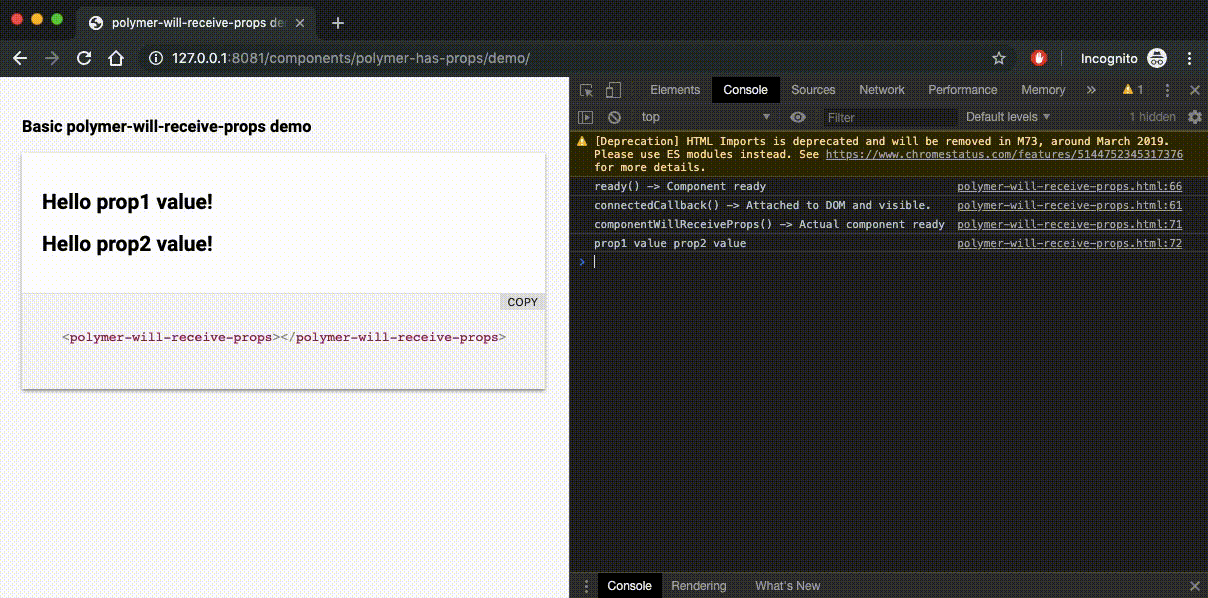 polymer-will-receive-props de
127.0.0.1:8081/components/polymer-has-props/demo/
Incognito
Basic polymer-will-receive-props demo
Hello prop1 value!
Hello prop2 value!
COPY
<polymer-will-receive-props></polymer-will-receive-props>
Elements Console Sources Network Performance Memory » 1
top Filter Default levels ▼ 1 hidden
[Deprecation] HTML Imports is deprecated and will be removed in M73, around March 2019.
Please use ES modules instead. See https://www.chromestatus.com/features/5144752345317376
for more details.
ready() -> Component ready polymer-will-receive-props.html:66
connectedCallback() -> Attached to DOM and visible. polymer-will-receive-props.html:61
componentWillReceiveProps() -> Actual component ready polymer-will-receive-props.html:71
prop1 value prop2 value polymer-will-receive-props.html:72
>
Console Rendering What's New